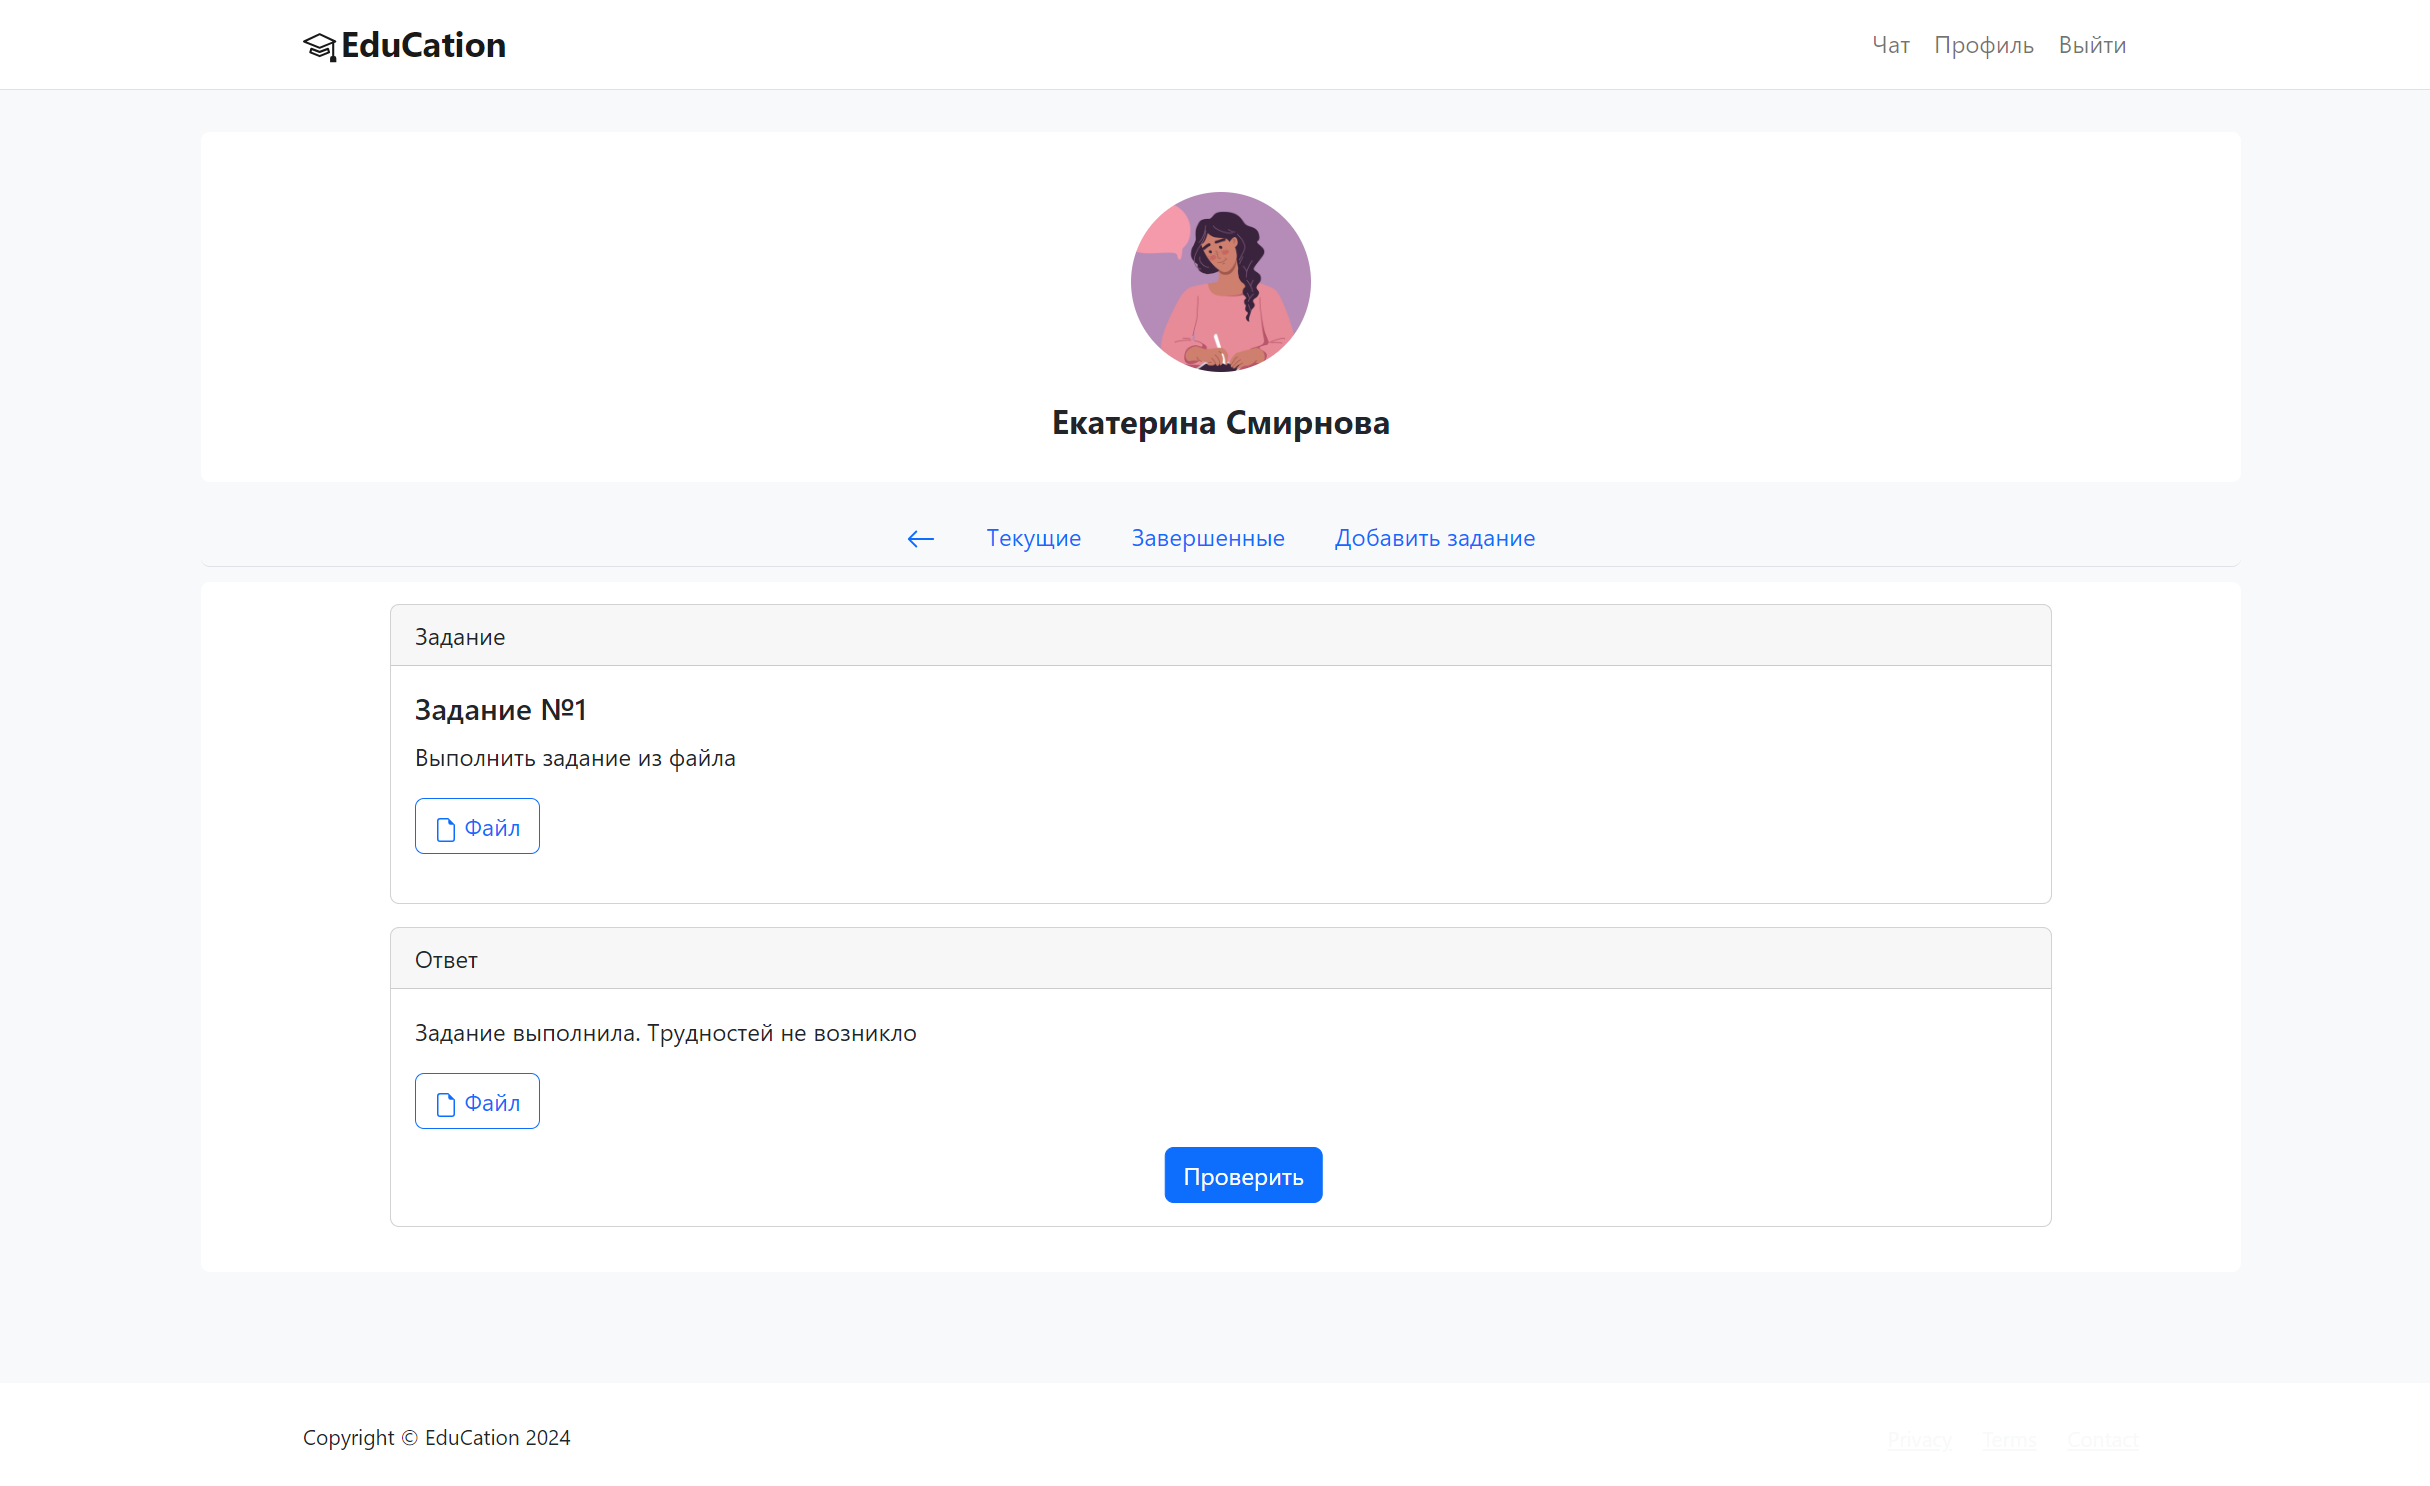 EduCation
Чат Профиль Выйти
Екатерина Смирнова
Текущие Завершенные Добавить задание
Задание
Задание №1
Выполнить задание из файла
Файл
Ответ
Задание выполнила. Трудностей не возникло
Файл
Проверить
Copyright © EduCation 2024
Privacy Terms Contact